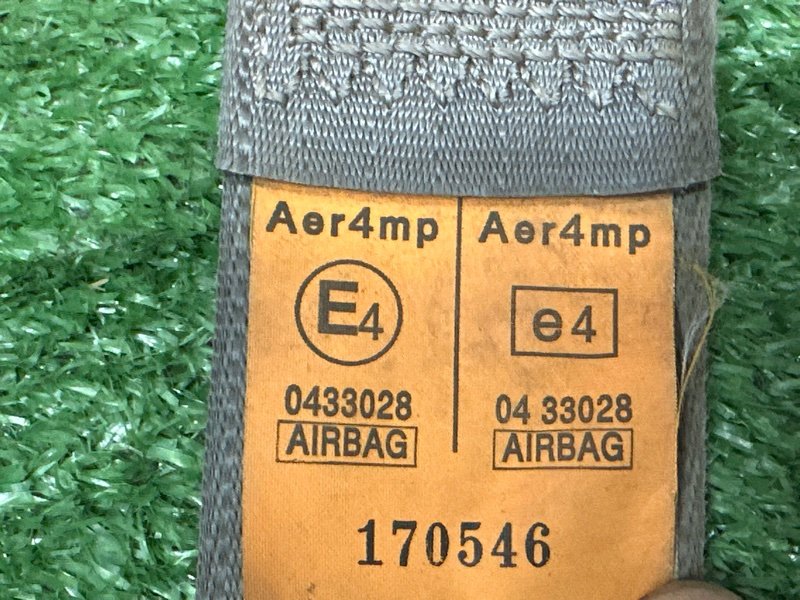 Aer4mp
E4
0433028
AIRBAG
Aer4mp
e4
04 33028
AIRBAG
170546